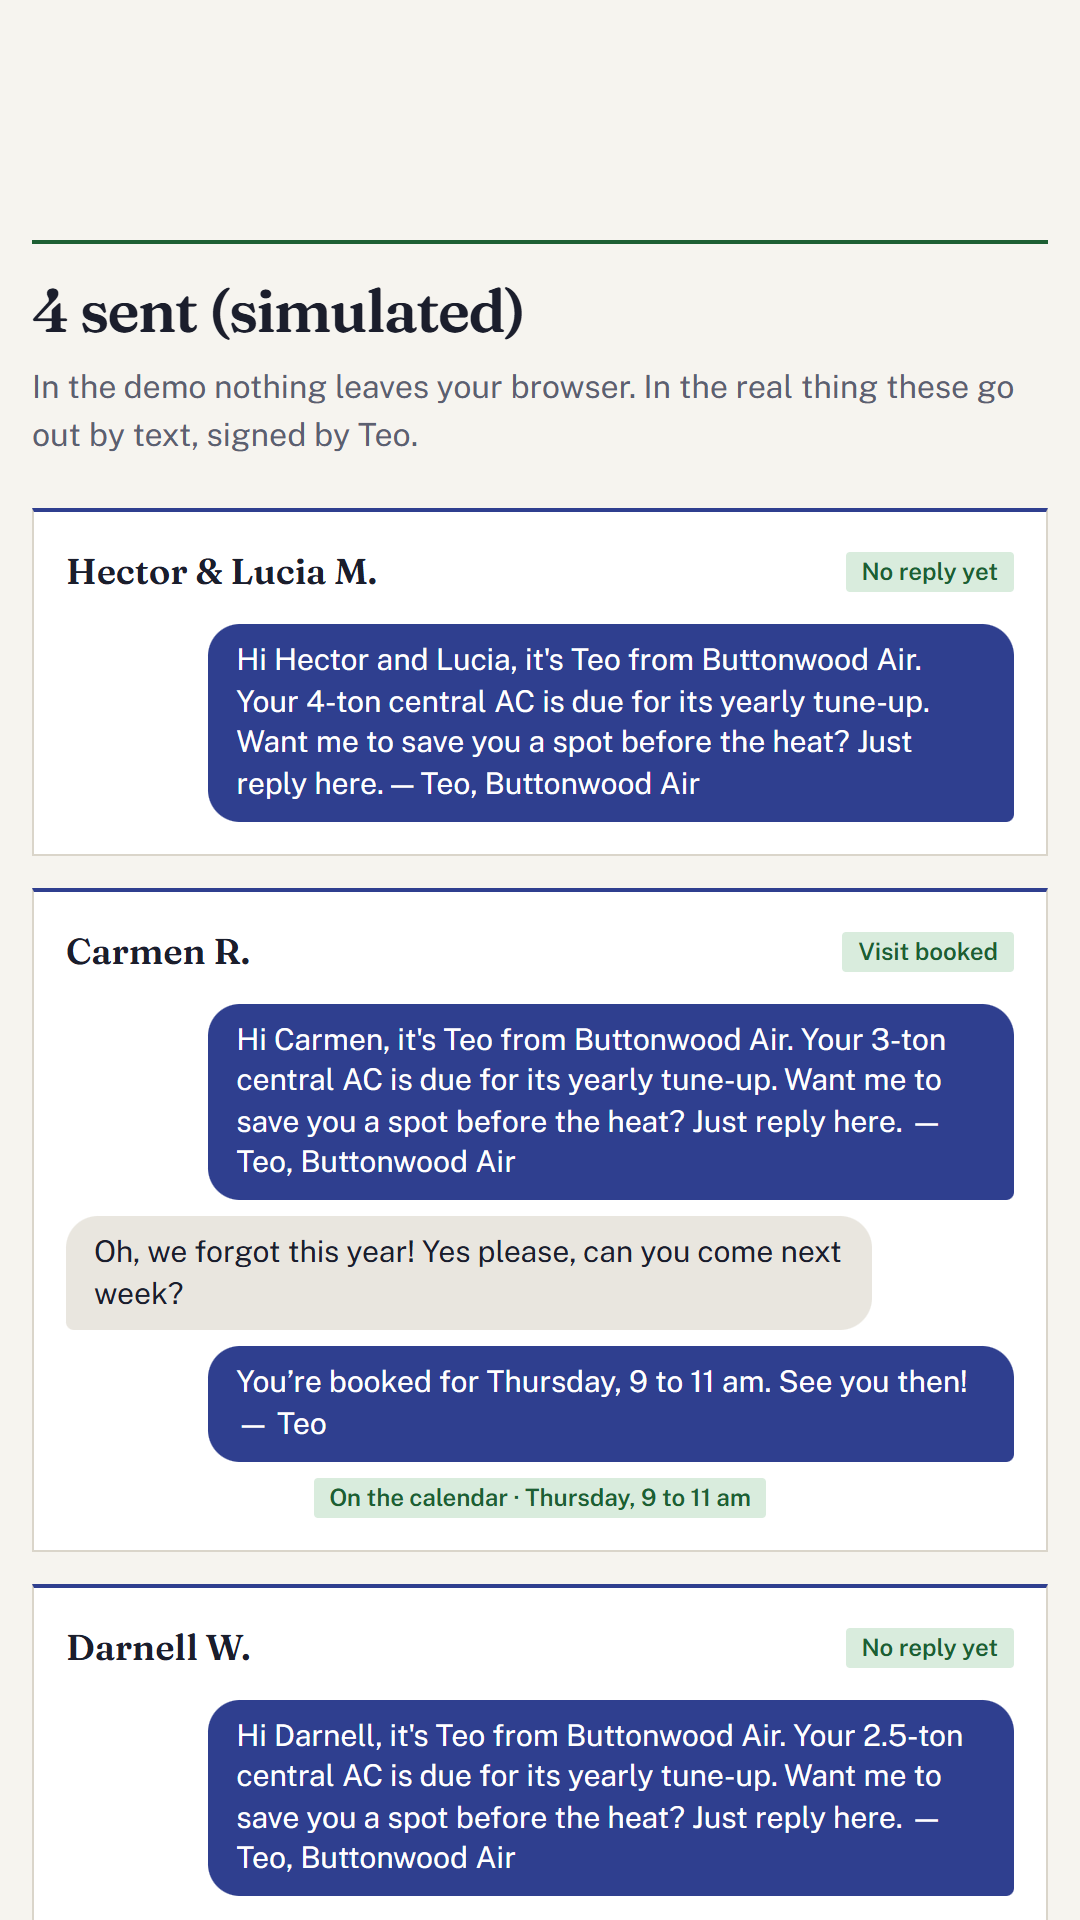 4 sent (simulated)
In the demo nothing leaves your browser. In the real thing these go
out by text, signed by Teo.
Hector & Lucia M.
No reply yet
Hi Hector and Lucia, it's Teo from Buttonwood Air.
Your 4-ton central AC is due for its yearly tune-up.
Want me to save you a spot before the heat? Just
reply here. — Teo, Buttonwood Air
Carmen R.
Visit booked
Hi Carmen, it's Teo from Buttonwood Air. Your 3-ton
central AC is due for its yearly tune-up. Want me to
save you a spot before the heat? Just reply here. —
Teo, Buttonwood Air
Oh, we forgot this year! Yes please, can you come next
week?
You’re booked for Thursday, 9 to 11 am. See you then!
— Teo
On the calendar · Thursday, 9 to 11 am
Darnell W.
No reply yet
Hi Darnell, it's Teo from Buttonwood Air. Your 2.5-ton
central AC is due for its yearly tune-up. Want me to
save you a spot before the heat? Just reply here. —
Teo, Buttonwood Air